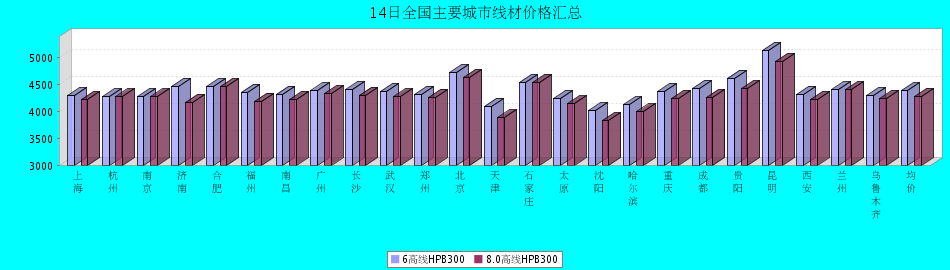 14日全国主要城市线材价格汇总
5000
4500
4000
3500
3000
上海
杭州
南京
济南
合肥
福州
南昌
广州
长沙
武汉
郑州
北京
天津
石家庄
太原
沈阳
哈尔滨
重庆
成都
贵阳
昆明
西安
兰州
乌鲁木齐
均价
6高线HPB300
8.0高线HPB300